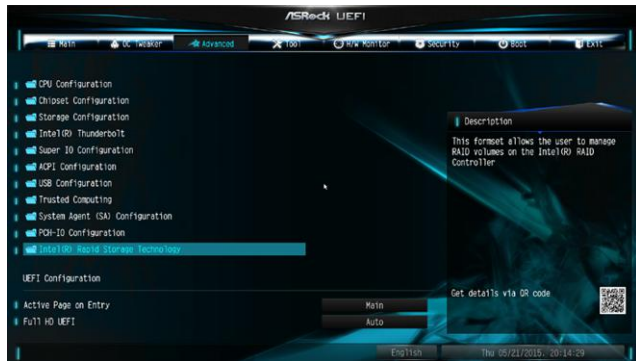 ASRock UEFI
Main OC Tweaker Advanced Tool H/W Monitor Security Boot Exit
CPU Configuration
Chipset Configuration
Storage Configuration
Intel(R) Thunderbolt
Super IO Configuration
ACPI Configuration
USB Configuration
Trusted Computing
System Agent (SA) Configuration
PCH-IO Configuration
Intel(R) Rapid Storage Technology
UEFI Configuration
Active Page on Entry Main
Full HD UEFI Auto
Description
This formset allows the user to manage
RAID volumes on the Intel(R) RAID
Controller
Get details via QR code
English Thu 05/21/2015, 20:14:29